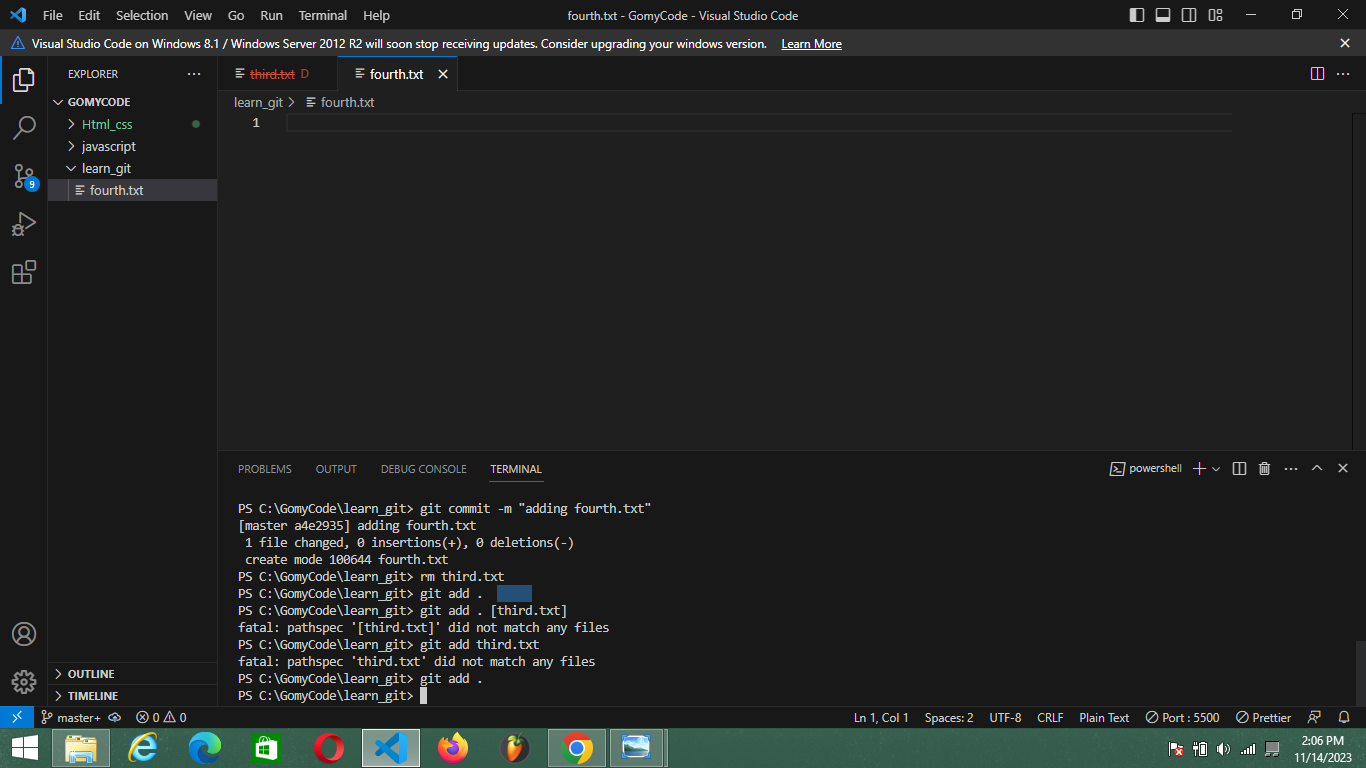 File Edit Selection View Go Run Terminal Help
fourth.txt - GomyCode - Visual Studio Code
Visual Studio Code on Windows 8.1 / Windows Server 2012 R2 will soon stop receiving updates. Consider upgrading your windows version. Learn More
EXPLORER
third.txt D
fourth.txt
GOMYCODE
learn_git > fourth.txt
Html_css
1
javascript
learn_git
9
fourth.txt
PROBLEMS OUTPUT DEBUG CONSOLE TERMINAL
powershell
PS C:\GomyCode\learn_git> git commit -m "adding fourth.txt"
[master a4e2935] adding fourth.txt
 1 file changed, 0 insertions(+), 0 deletions(-)
 create mode 100644 fourth.txt
PS C:\GomyCode\learn_git> rm third.txt
PS C:\GomyCode\learn_git> git add .
PS C:\GomyCode\learn_git> git add . [third.txt]
fatal: pathspec '[third.txt]' did not match any files
PS C:\GomyCode\learn_git> git add third.txt
fatal: pathspec 'third.txt' did not match any files
PS C:\GomyCode\learn_git> git add .
PS C:\GomyCode\learn_git>
OUTLINE
TIMELINE
master+ 0 0
Ln 1, Col 1 Spaces: 2 UTF-8 CRLF Plain Text Port : 5500 Prettier
2:06 PM
11/14/2023